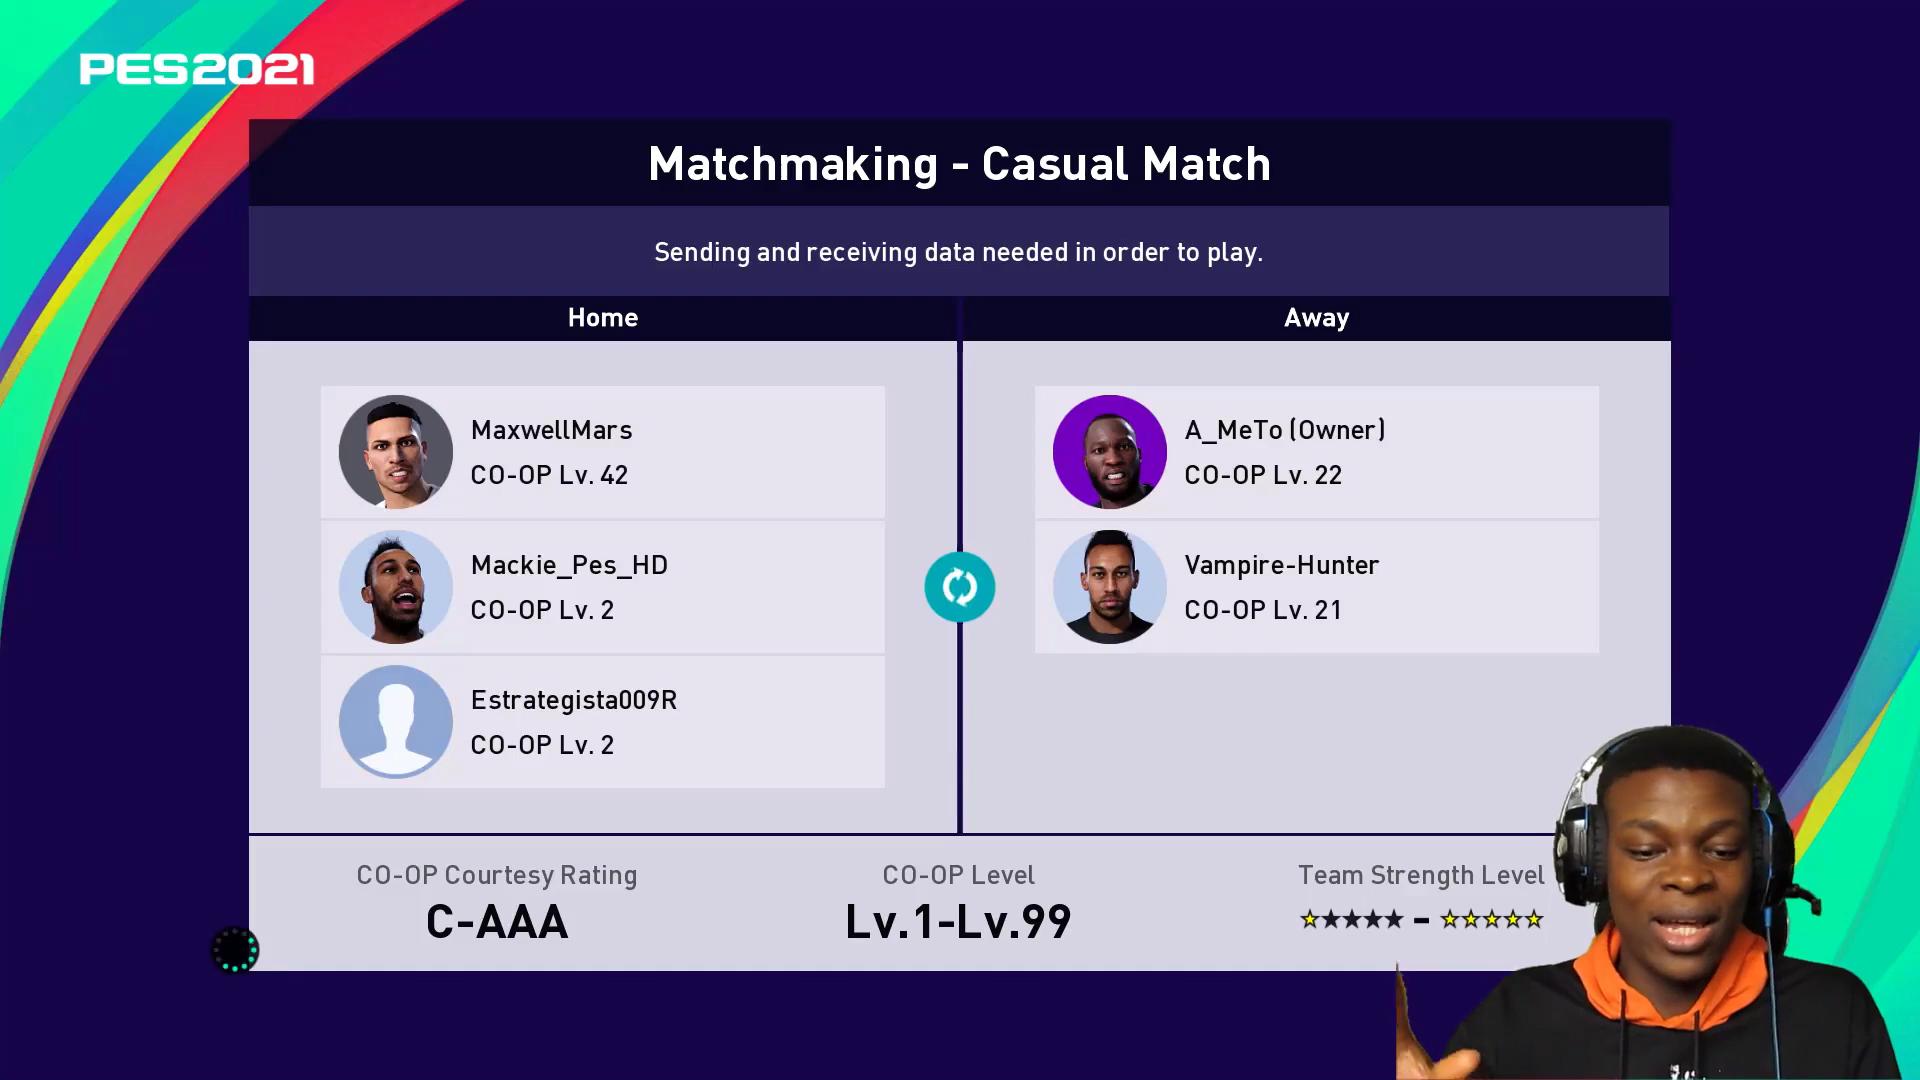 PES2021
Matchmaking - Casual Match
Sending and receiving data needed in order to play.
Home
Away
MaxwellMars
CO-OP Lv. 42
Mackie_Pes_HD
CO-OP Lv. 2
Estrategista009R
CO-OP Lv. 2
A_MeTo (Owner)
CO-OP Lv. 22
Vampire-Hunter
CO-OP Lv. 21
CO-OP Courtesy Rating
C-AAA
CO-OP Level
Lv.1-Lv.99
Team Strength Level